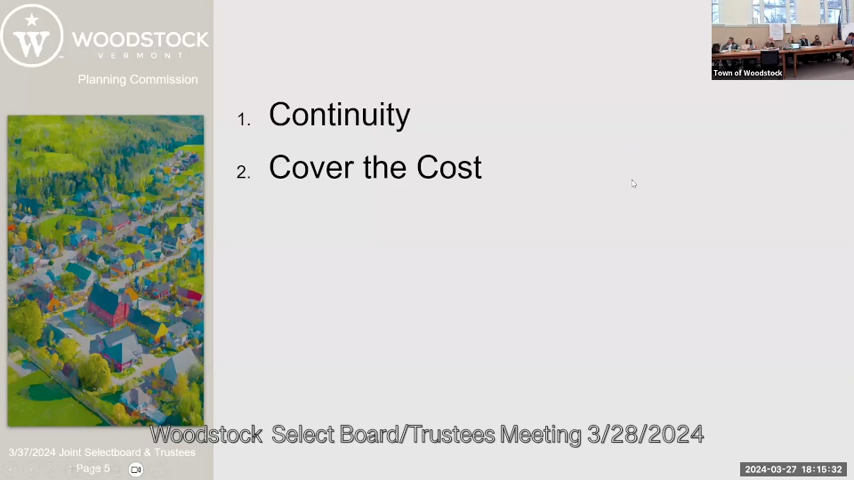 W
WOODSTOCK
VERMONT
Planning Commission
1. Continuity
2. Cover the Cost
Town of Woodstock
Woodstock Select Board/Trustees Meeting 3/28/2024
3/37/2024 Joint Selectboard & Trustees
Page 5
2024-03-27 18:15:32